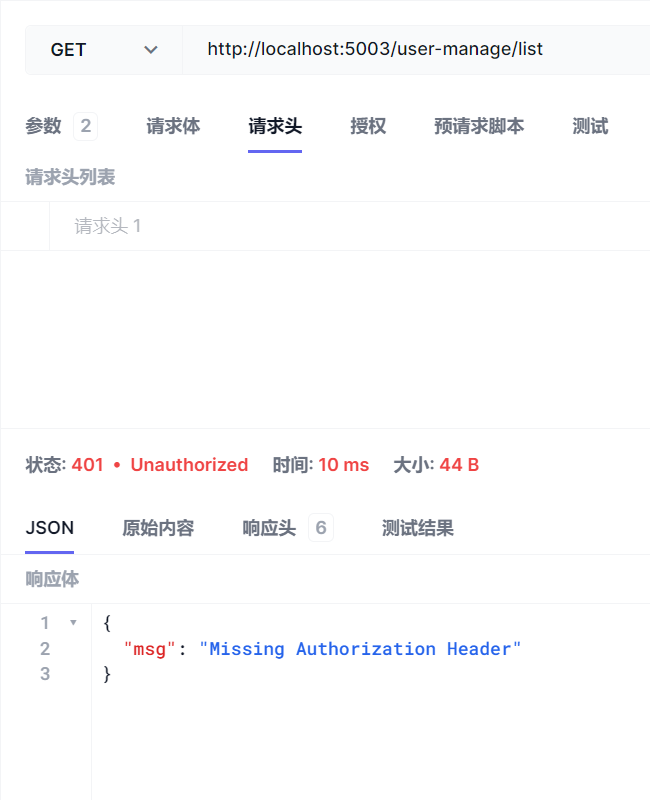 GET http://localhost:5003/user-manage/list
参数 2 请求体 请求头 授权 预请求脚本 测试
请求头列表
请求头 1
状态: 401 • Unauthorized 时间: 10 ms 大小: 44 B
JSON 原始内容 响应头 6 测试结果
响应体
1 {
2 "msg": "Missing Authorization Header"
3 }